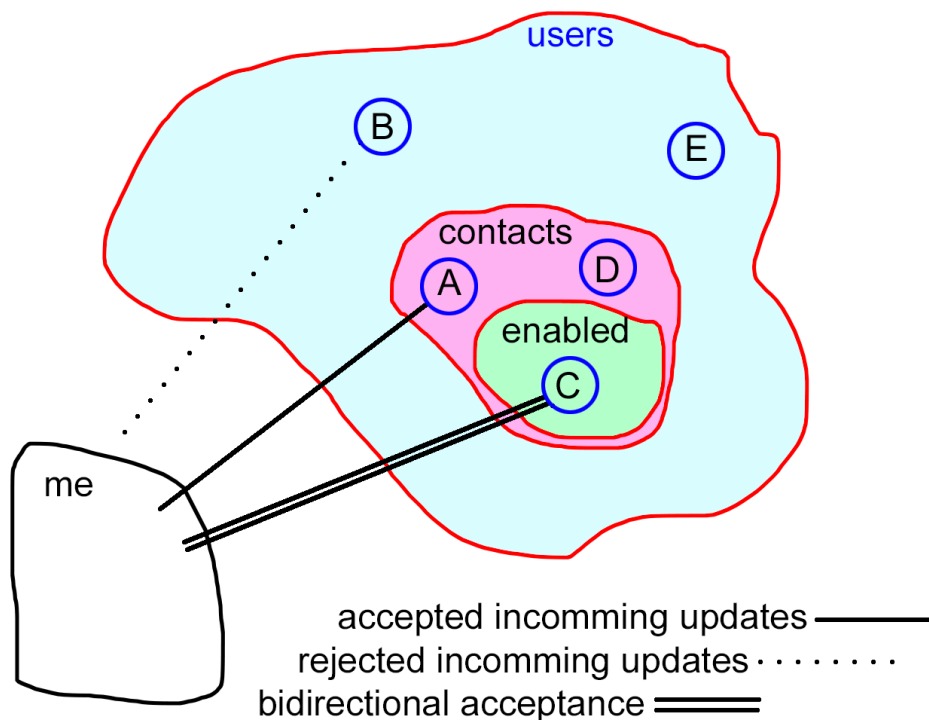 users
B
E
contacts
D
A
enabled
C
me
accepted incomming updates
rejected incomming updates
bidirectional acceptance